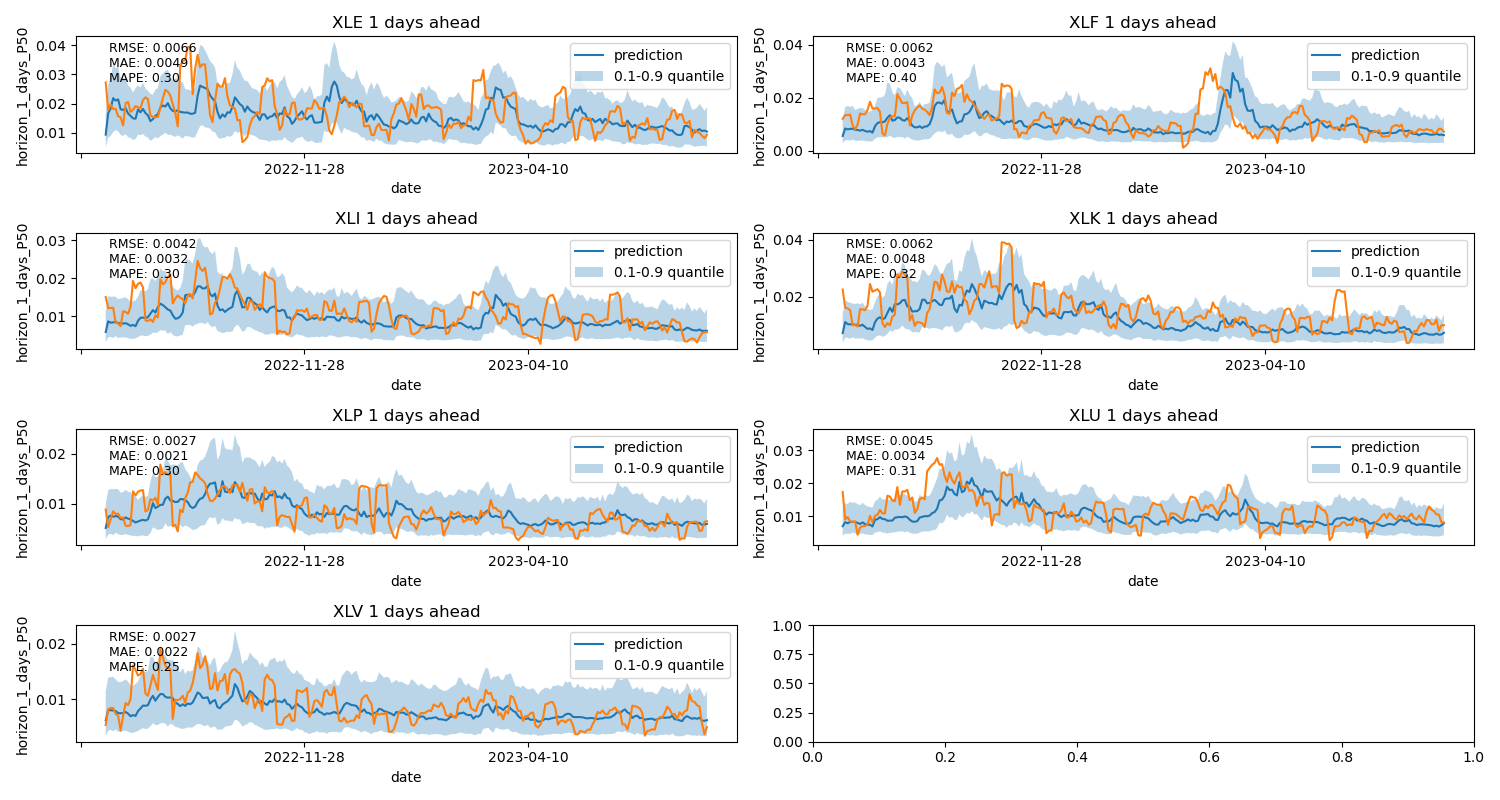 XLE 1 days ahead
horizon_1_days_P50
0.04
0.03
0.02
0.01
RMSE: 0.0066
MAE: 0.0049
MAPE: 0.30
prediction
0.1-0.9 quantile
2022-11-28
2023-04-10
date
XLF 1 days ahead
horizon_1_days_P50
0.04
0.02
0.00
RMSE: 0.0062
MAE: 0.0043
MAPE: 0.40
prediction
0.1-0.9 quantile
2022-11-28
2023-04-10
date
XLI 1 days ahead
horizon_1_days_P50
0.03
0.02
0.01
RMSE: 0.0042
MAE: 0.0032
MAPE: 0.30
prediction
0.1-0.9 quantile
2022-11-28
2023-04-10
date
XLK 1 days ahead
horizon_1_days_P50
0.04
0.02
RMSE: 0.0062
MAE: 0.0048
MAPE: 0.32
prediction
0.1-0.9 quantile
2022-11-28
2023-04-10
date
XLP 1 days ahead
horizon_1_days_P50
0.02
0.01
RMSE: 0.0027
MAE: 0.0021
MAPE: 0.30
prediction
0.1-0.9 quantile
2022-11-28
2023-04-10
date
XLU 1 days ahead
horizon_1_days_P50
0.03
0.02
0.01
RMSE: 0.0045
MAE: 0.0034
MAPE: 0.31
prediction
0.1-0.9 quantile
2022-11-28
2023-04-10
date
XLV 1 days ahead
horizon_1_days_P50
0.02
0.01
RMSE: 0.0027
MAE: 0.0022
MAPE: 0.25
prediction
0.1-0.9 quantile
2022-11-28
2023-04-10
date
1.00
0.75
0.50
0.25
0.00
0.0
0.2
0.4
0.6
0.8
1.0